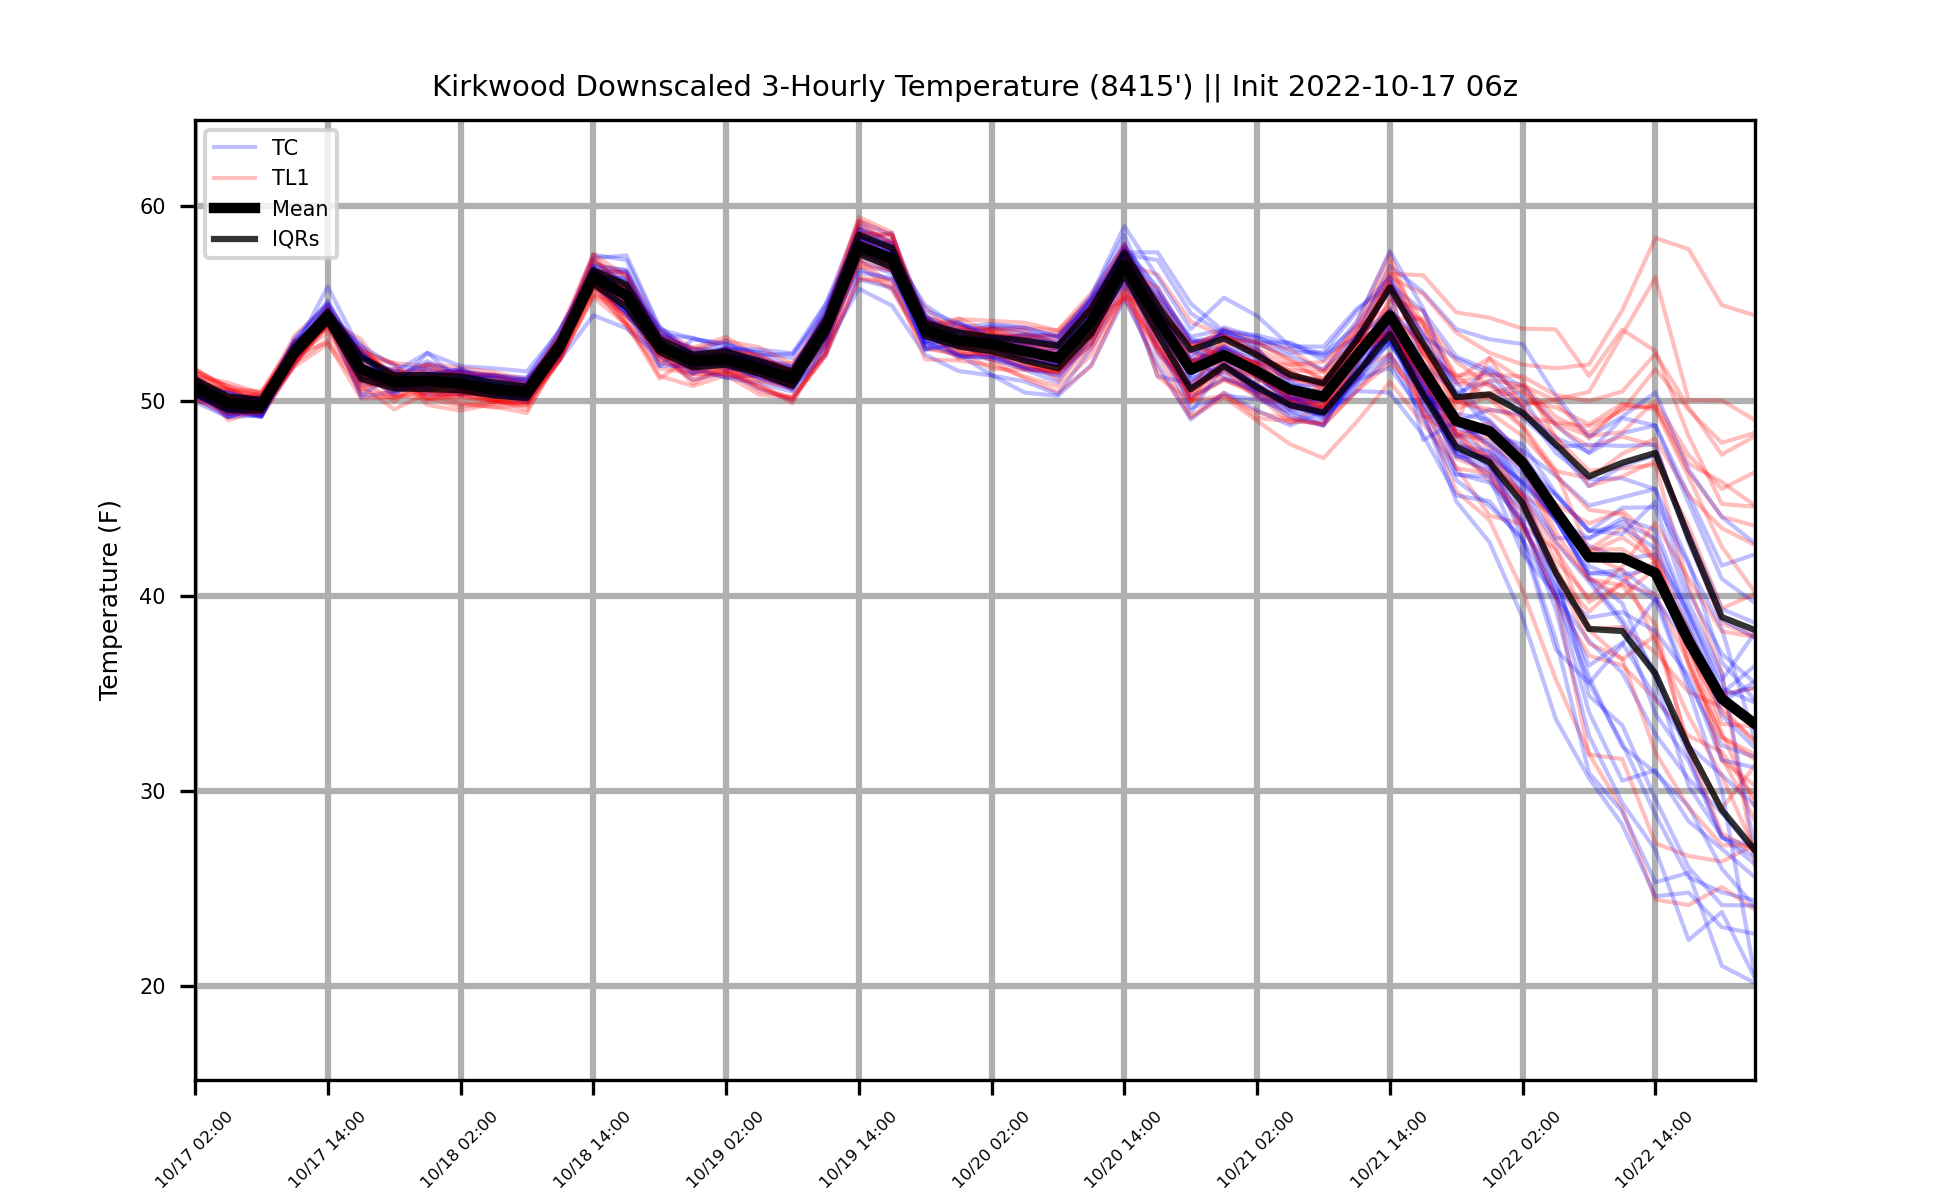 Kirkwood Downscaled 3-Hourly Temperature (8415') || Init 2022-10-17 06z
TC
TL1
Mean
IQRs
Temperature (F)
60
50
40
30
20
10/17 02:00
10/17 14:00
10/18 02:00
10/18 14:00
10/19 02:00
10/19 14:00
10/20 02:00
10/20 14:00
10/21 02:00
10/21 14:00
10/22 02:00
10/22 14:00